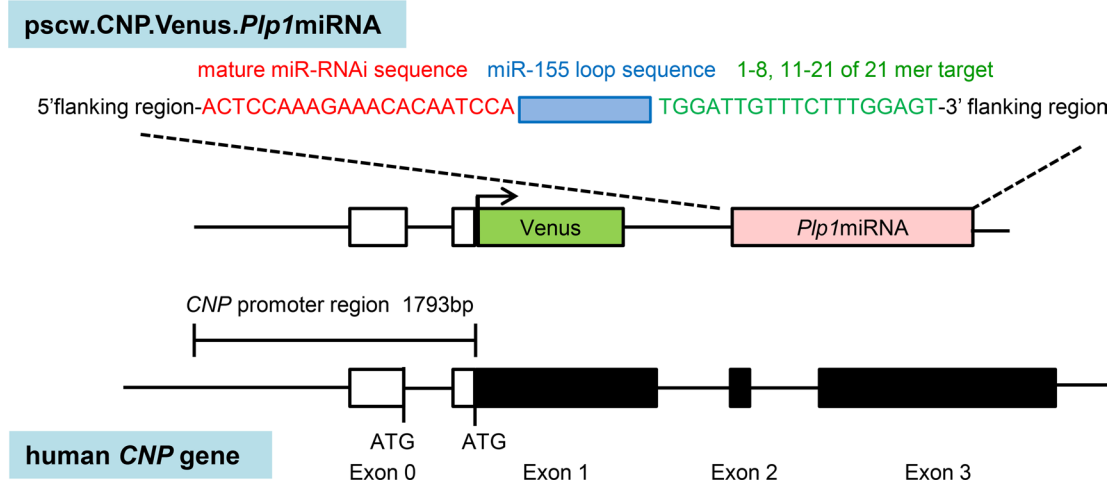 pscw.CNP.Venus.Plp1miRNA
mature miR-RNAi sequence miR-155 loop sequence 1-8, 11-21 of 21 mer target
5'flanking region-ACTCCAAAGAAACACAATCCA TGGATTGTTTCTTTGGAGT-3' flanking region
Venus Plp1miRNA
CNP promoter region 1793bp
ATG ATG
human CNP gene
Exon 0 Exon 1 Exon 2 Exon 3